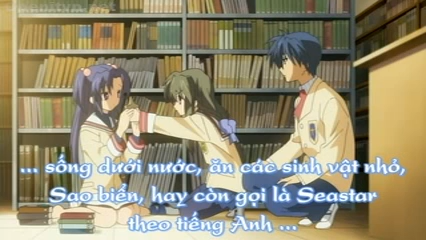 ... sống dưới nước, ăn các sinh vật nhỏ,
Sao biển, hay còn gọi là Seastar
theo tiếng Anh ...